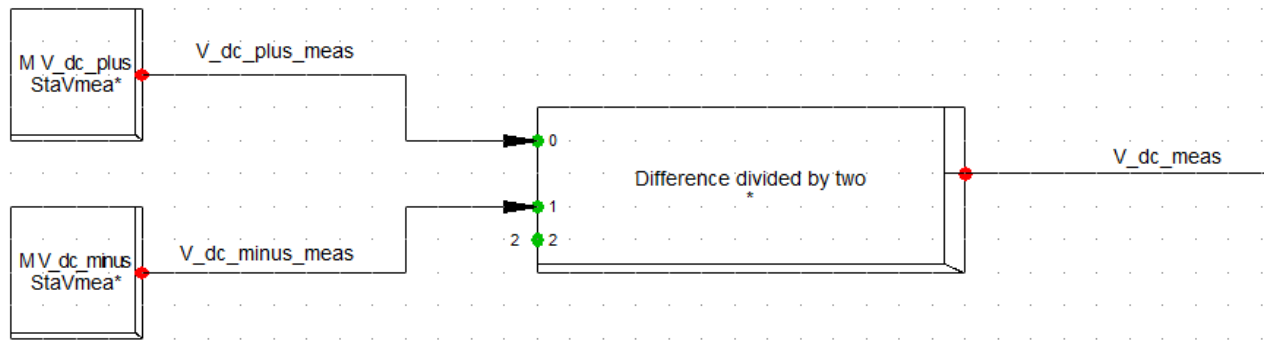 M V_dc_plus
StaVmea*
V_dc_plus_meas
0
Difference divided by two
*
V_dc_meas
1
2 2
M V_dc_minus
StaVmea*
V_dc_minus_meas